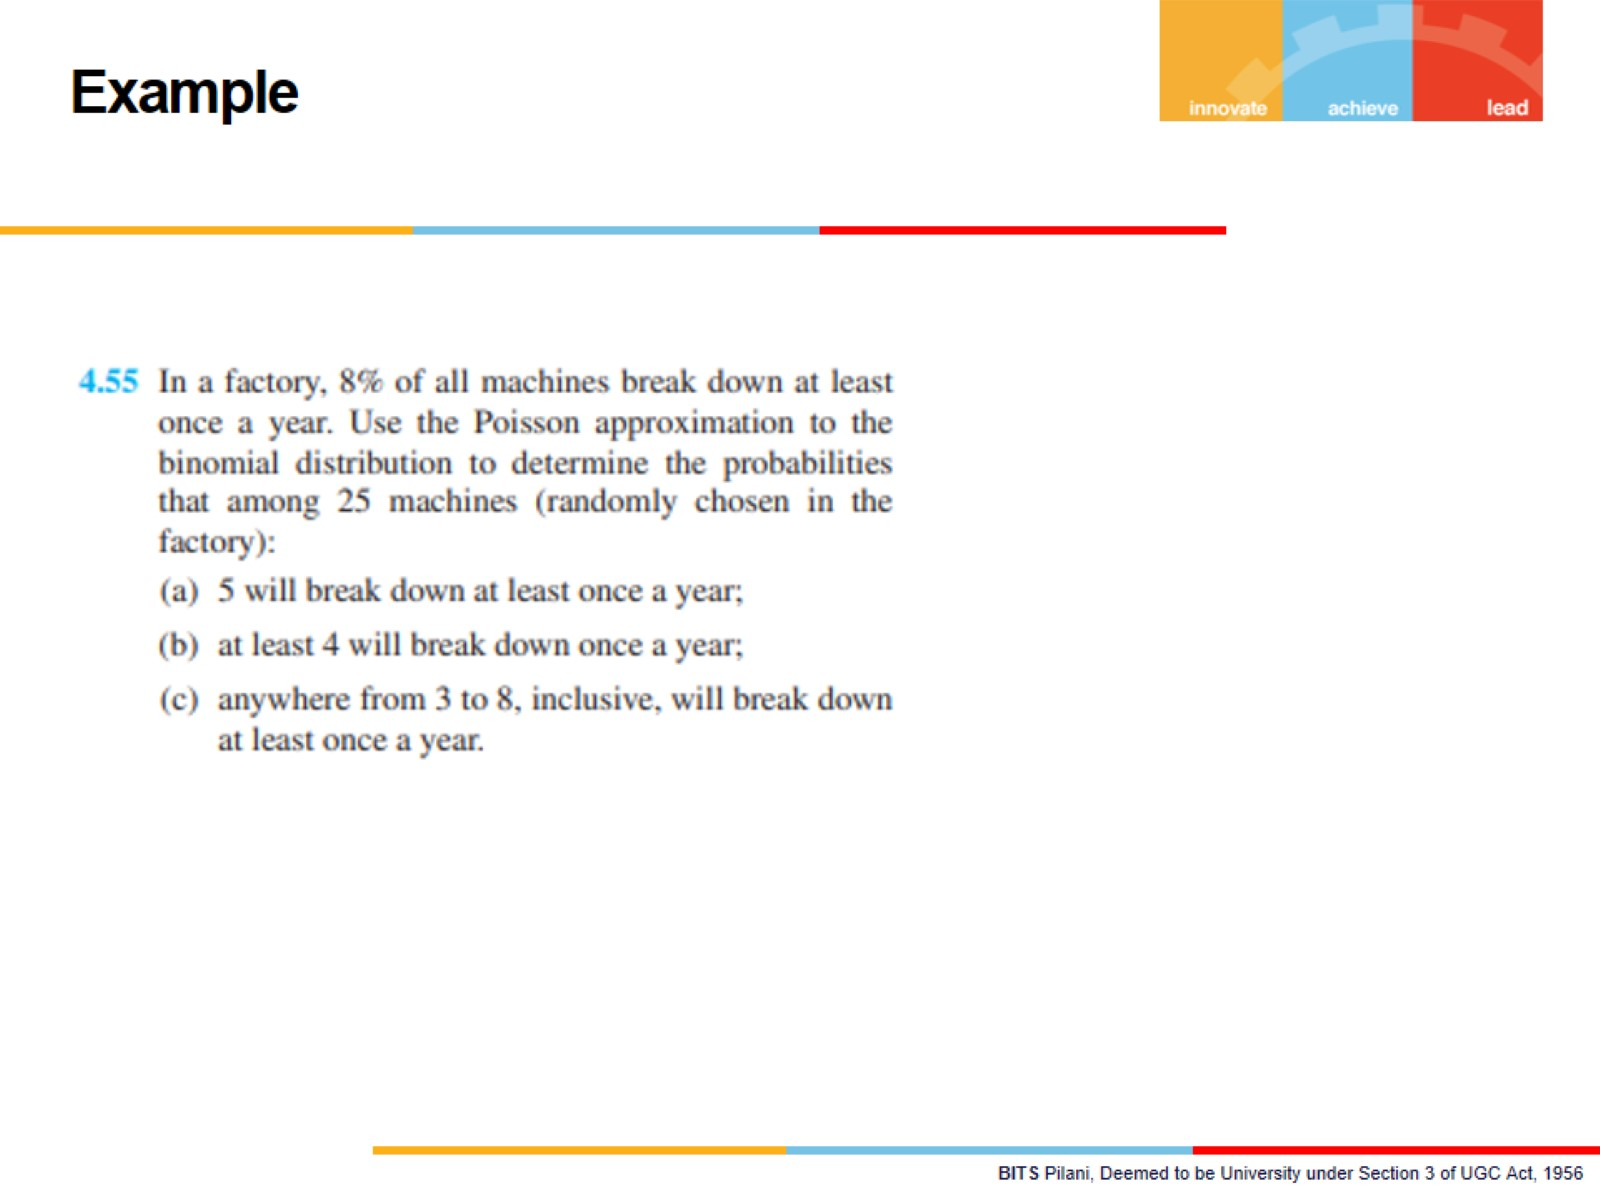 Example
innovate achieve lead
4.55 In a factory, 8% of all machines break down at least
once a year. Use the Poisson approximation to the
binomial distribution to determine the probabilities
that among 25 machines (randomly chosen in the
factory):
(a) 5 will break down at least once a year;
(b) at least 4 will break down once a year;
(c) anywhere from 3 to 8, inclusive, will break down
at least once a year.
BITS Pilani, Deemed to be University under Section 3 of UGC Act, 1956